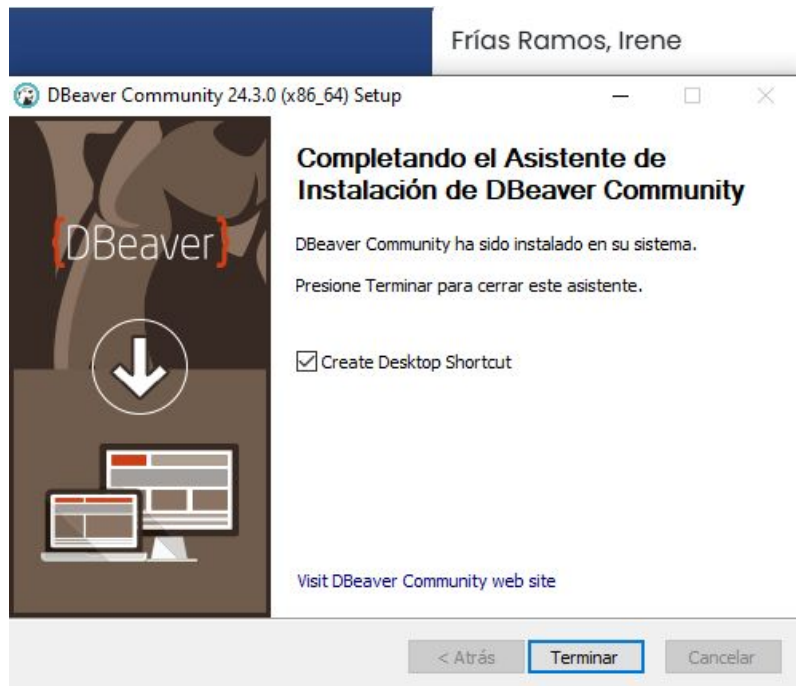 Frías Ramos, Irene
DBeaver Community 24.3.0 (x86_64) Setup
Completando el Asistente de
Instalación de DBeaver Community
{DBeaver}
DBeaver Community ha sido instalado en su sistema.
Presione Terminar para cerrar este asistente.
Create Desktop Shortcut
Visit DBeaver Community web site
< Atrás
Terminar
Cancelar